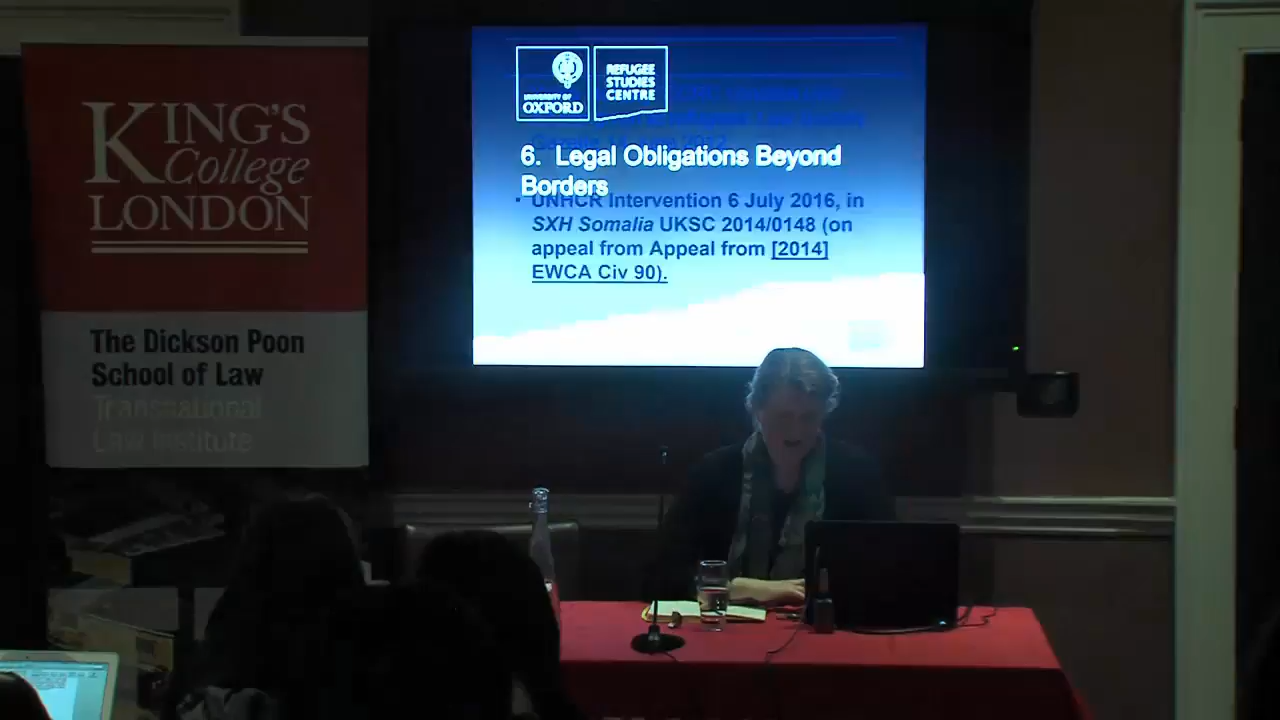 KING'S
College
LONDON
The Dickson Poon
School of Law
Transnational
Law Institute
UNIVERSITY OF
OXFORD
REFUGEE
STUDIES
CENTRE
6. Legal Obligations Beyond
Borders
• UNHCR Intervention 6 July 2016, in
SXH Somalia UKSC 2014/0148 (on
appeal from Appeal from [2014]
EWCA Civ 90).